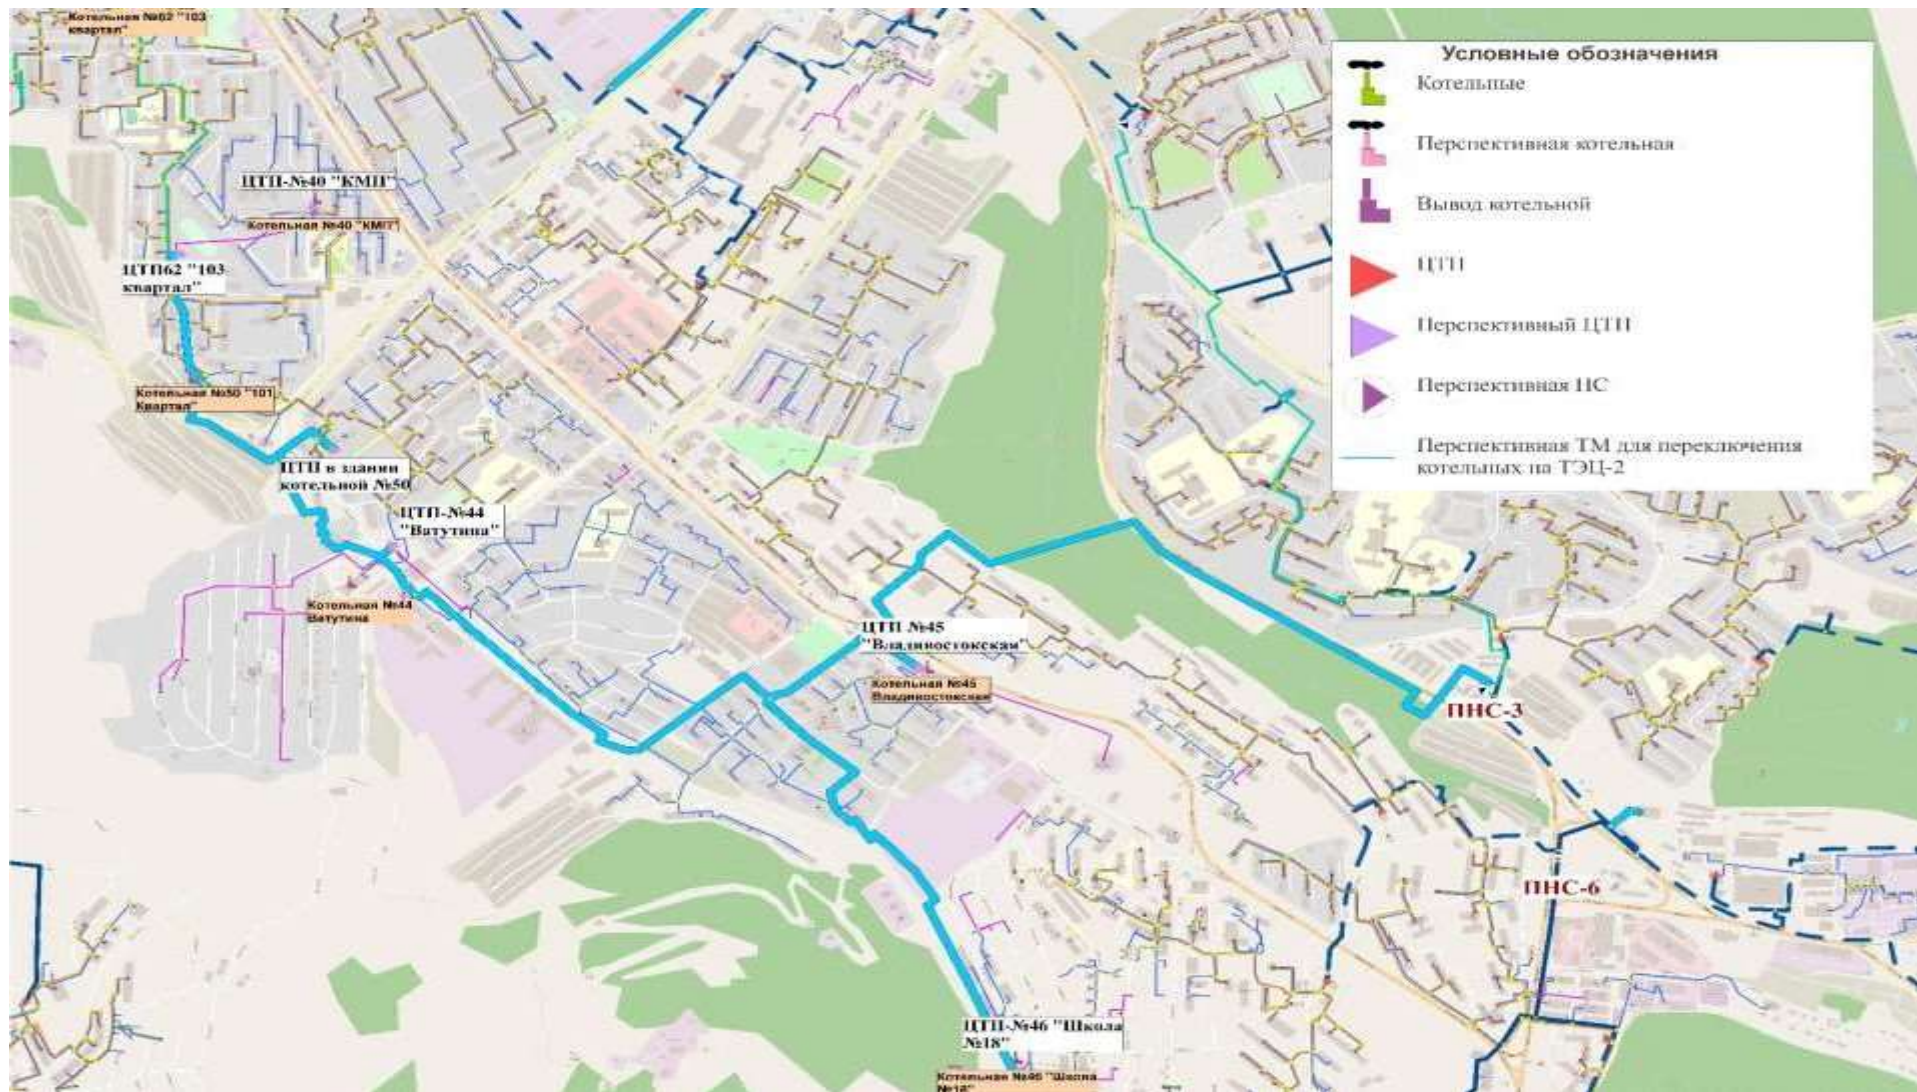 Котельная №62 "103
квартал"
ЦТП-№40 "КМП"
Котельная №40 "КМП"
ЦТП62 "103
квартал"
Котельная №50 "101
Квартал"
ЦТП в здании
котельной №50
ЦТП-№44
"Ватутина"
Котельная №44
Ватутина
ЦТП №45
"Владивостокская"
Котельная №45
Владивостокская
ПНС-3
ПНС-6
ЦТП-№46 "Школа
№18"
Котельная №46 "Школа
№18"
Условные обозначения
Котельные
Перспективная котельная
Вывод котельной
ЦТП
Перспективный ЦТП
Перспективная НС
Перспективная ТМ для переключения
котельных на ТЭЦ-2